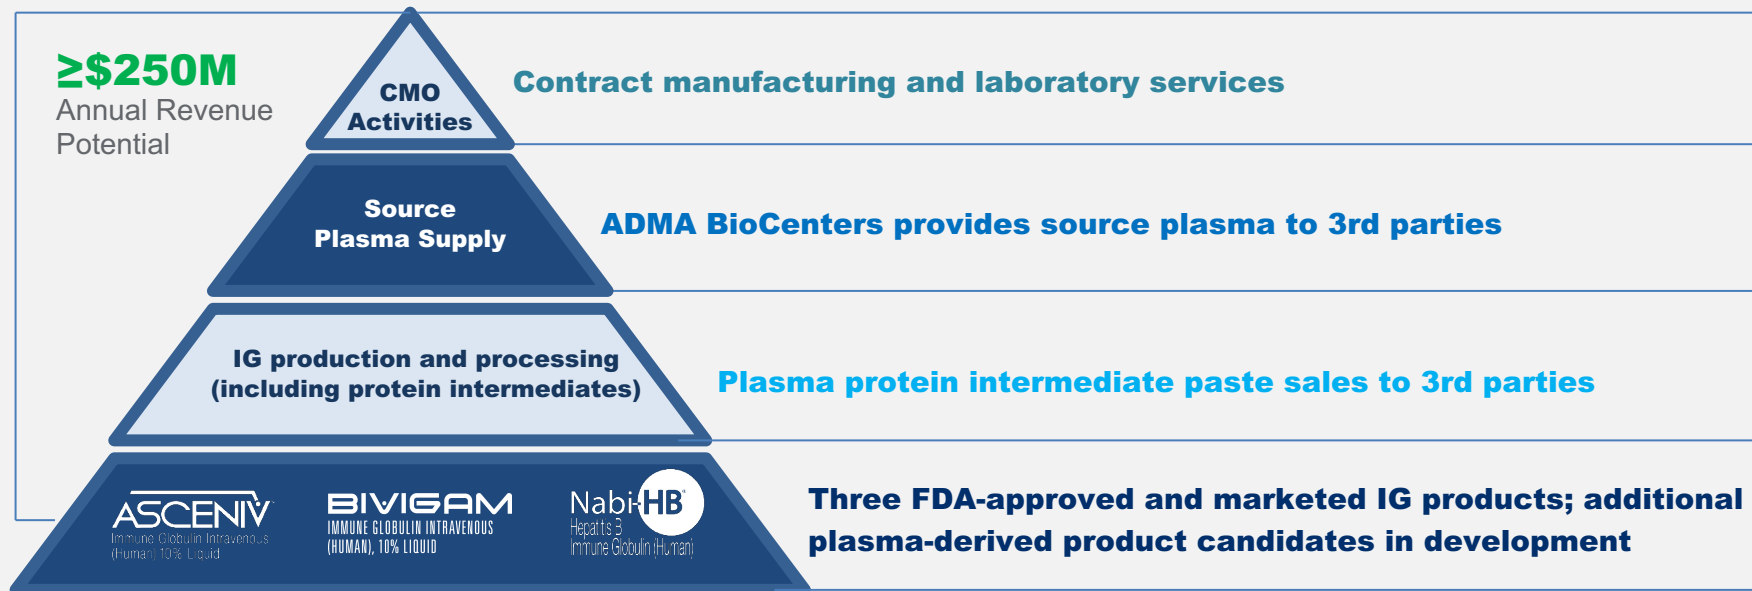 ≥$250M
Annual Revenue
Potential
CMO
Activities
Contract manufacturing and laboratory services
Source
Plasma Supply
ADMA BioCenters provides source plasma to 3rd parties
IG production and processing
(including protein intermediates)
Plasma protein intermediate paste sales to 3rd parties
ASCENIV
Immune Globulin Intravenous
(Human) 10% Liquid
BIVIGAM
IMMUNE GLOBULIN INTRAVENOUS
(HUMAN), 10% LIQUID
Nabi-HB
Hepatits B
Immune Globulin (Human)
Three FDA-approved and marketed IG products; additional
plasma-derived product candidates in development